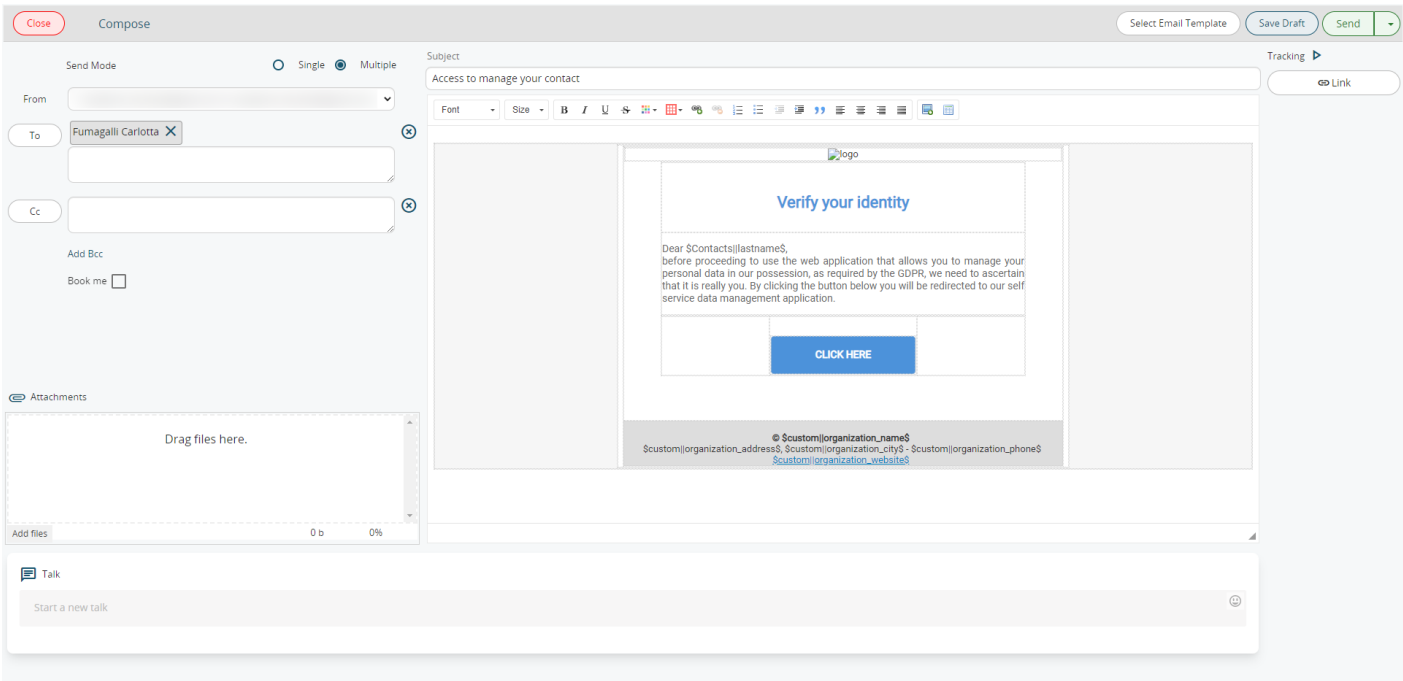 Close
Compose
Select Email Template
Save Draft
Send
Send Mode
Single
Multiple
From
To
Fumagalli Carlotta
Cc
Add Bcc
Book me
Attachments
Drag files here.
Add files
0 b
0%
Subject
Access to manage your contact
Font
Size
B I U S
logo
Verify your identity
Dear $Contacts||lastname$,
before proceeding to use the web application that allows you to manage your
personal data in our possession, as required by the GDPR, we need to ascertain
that it is really you. By clicking the button below you will be redirected to our self
service data management application.
CLICK HERE
© $custom||organization_name$
$custom||organization_address$, $custom||organization_city$ - $custom||organization_phone$
$custom||organization_website$
Tracking
Link
Talk
Start a new talk